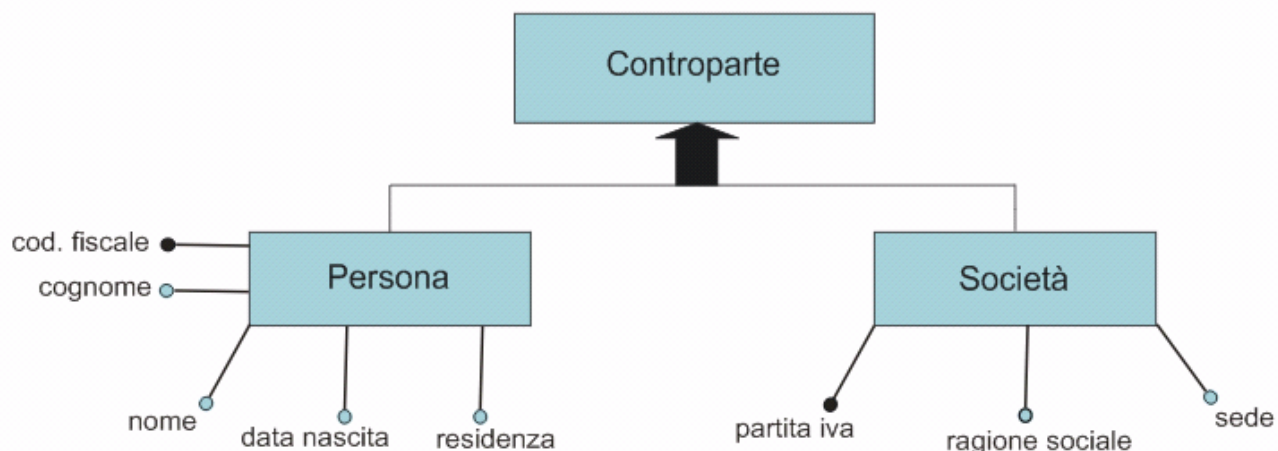 Controparte
cod. fiscale
cognome
Persona
Società
nome
data nascita
residenza
partita iva
ragione sociale
sede